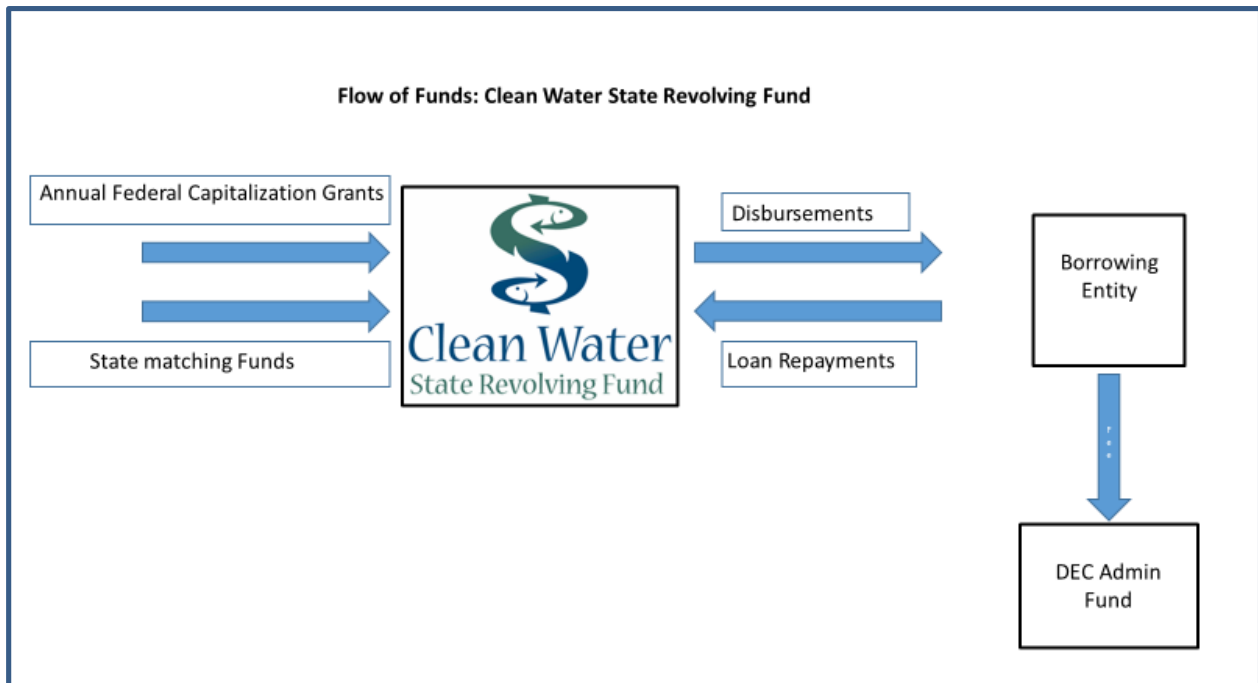 Flow of Funds: Clean Water State Revolving Fund
Annual Federal Capitalization Grants
State matching Funds
Clean Water
State Revolving Fund
Disbursements
Loan Repayments
Borrowing
Entity
Fee
DEC Admin
Fund